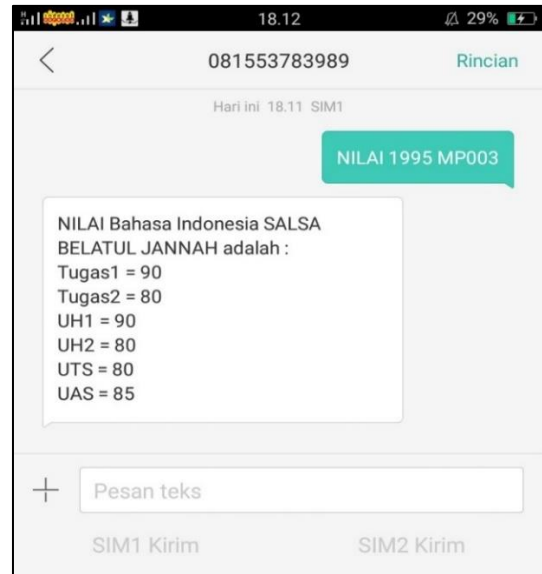 18.12
29%
081553783989
Rincian
Hari ini 18.11 SIM1
NILAI 1995 MP003
NILAI Bahasa Indonesia SALSA
BELATUL JANNAH adalah :
Tugas1 = 90
Tugas2 = 80
UH1 = 90
UH2 = 80
UTS = 80
UAS = 85
Pesan teks
SIM1 Kirim
SIM2 Kirim